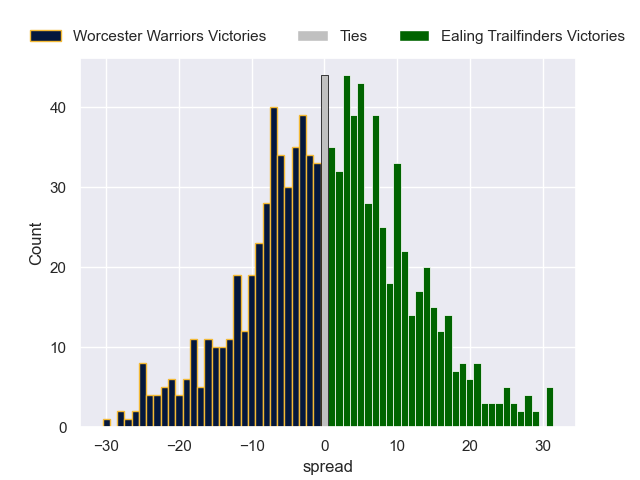 Worcester Warriors Victories Ties Ealing Trailfinders Victories
40
30
20
10
0
Count
−30 −20 −10 0 10 20 30
spread